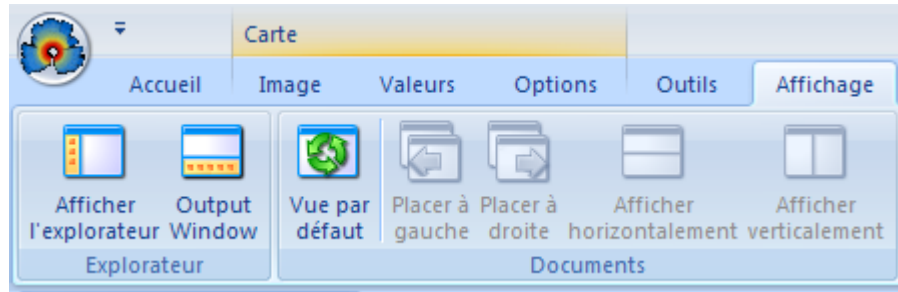 Carte
Accueil Image Valeurs Options Outils Affichage
Afficher Output Vue par Placer à Placer à Afficher Afficher
l'explorateur Window défaut gauche droite horizontalement verticalement
Explorateur Documents